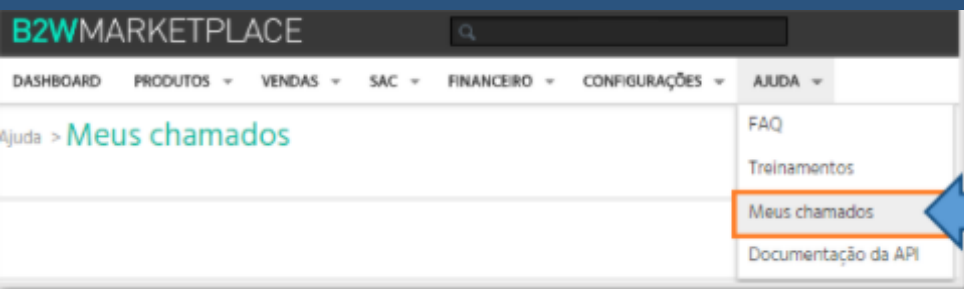 B2WMARKETPLACE
DASHBOARD PRODUTOS VENDAS SAC FINANCEIRO CONFIGURAÇÕES AJUDA
Ajuda > Meus chamados
FAQ
Treinamentos
Meus chamados
Documentação da API